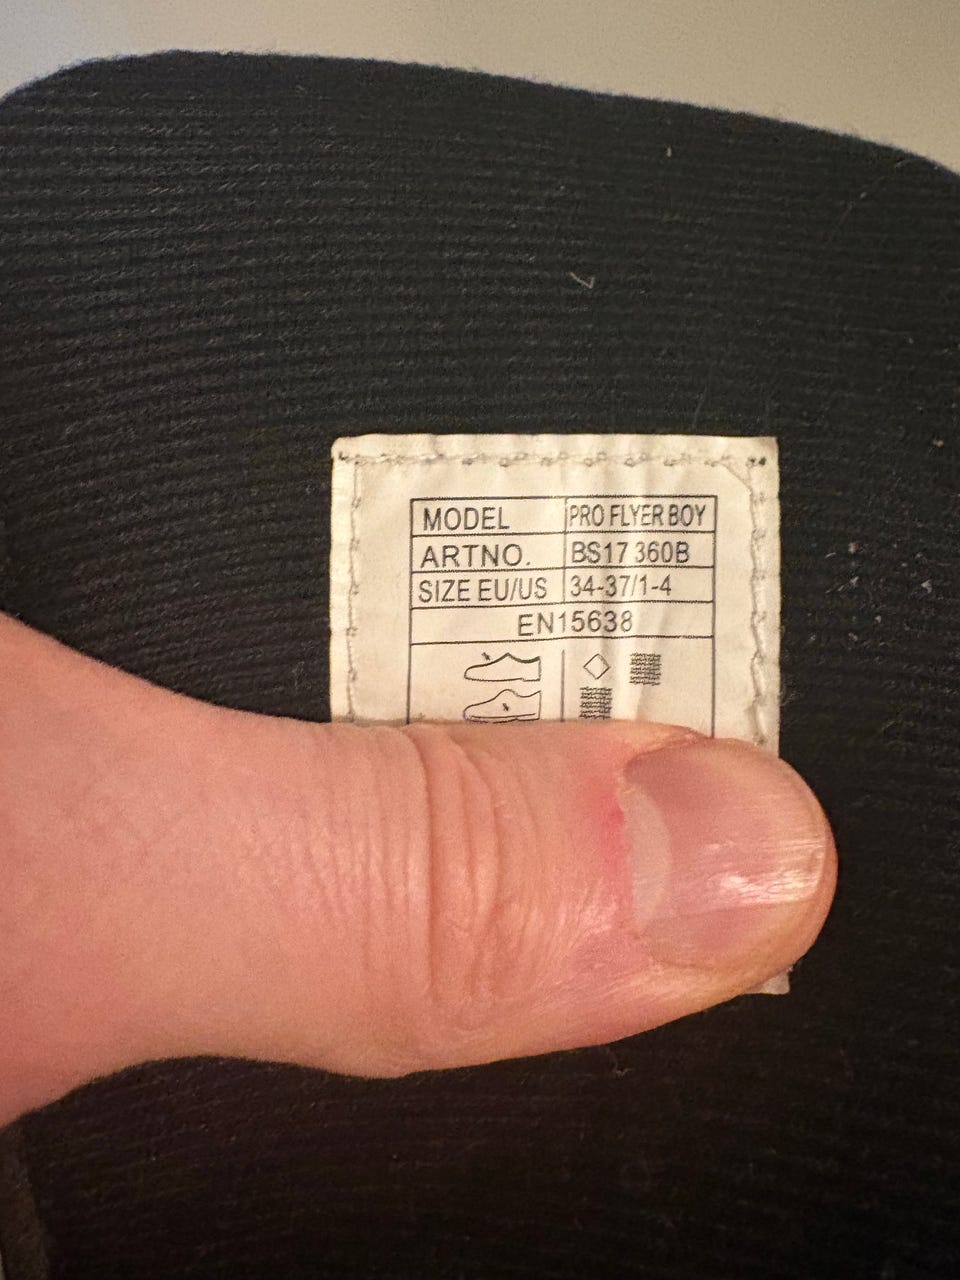 MODEL PRO FLYER BOY
ARTNO. BS17 360B
SIZE EU/US 34-37/1-4
EN15638